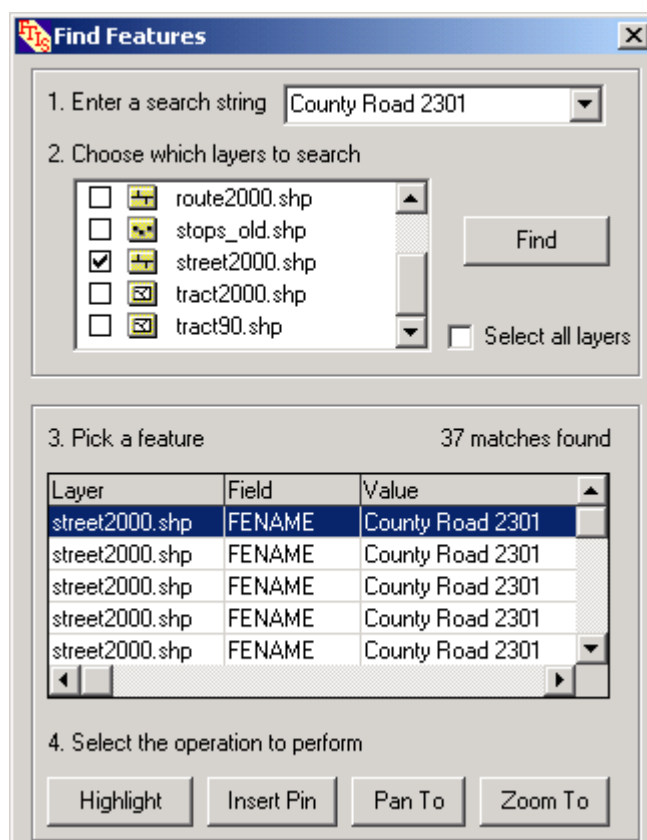 FTIS Find Features
1. Enter a search string County Road 2301
2. Choose which layers to search
route2000.shp
stops_old.shp
street2000.shp
tract2000.shp
tract90.shp
Find
Select all layers
3. Pick a feature 37 matches found
Layer Field Value
street2000.shp FENAME County Road 2301
street2000.shp FENAME County Road 2301
street2000.shp FENAME County Road 2301
street2000.shp FENAME County Road 2301
street2000.shp FENAME County Road 2301
4. Select the operation to perform
Highlight Insert Pin Pan To Zoom To